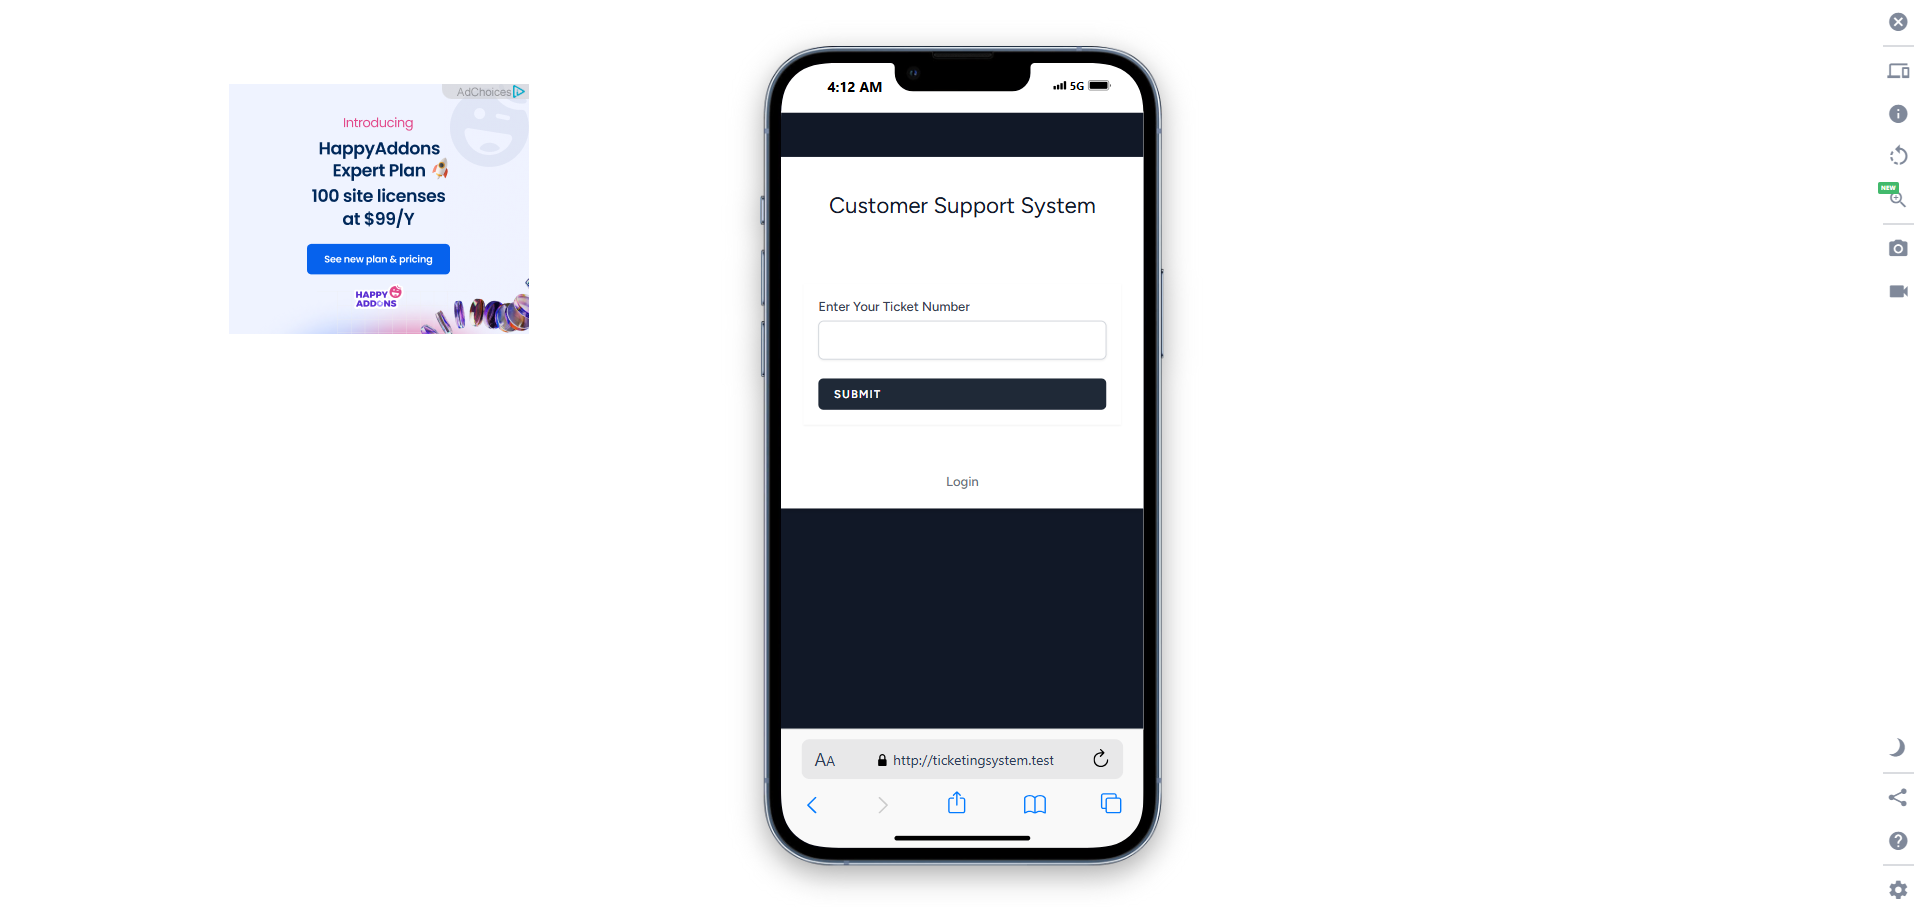 AdChoices
Introducing
HappyAddons
Expert Plan
100 site licenses
at $99/Y
See new plan & pricing
HAPPY
ADDONS
4:12 AM
5G
Customer Support System
Enter Your Ticket Number
SUBMIT
Login
AA
http://ticketingsystem.test
NEW